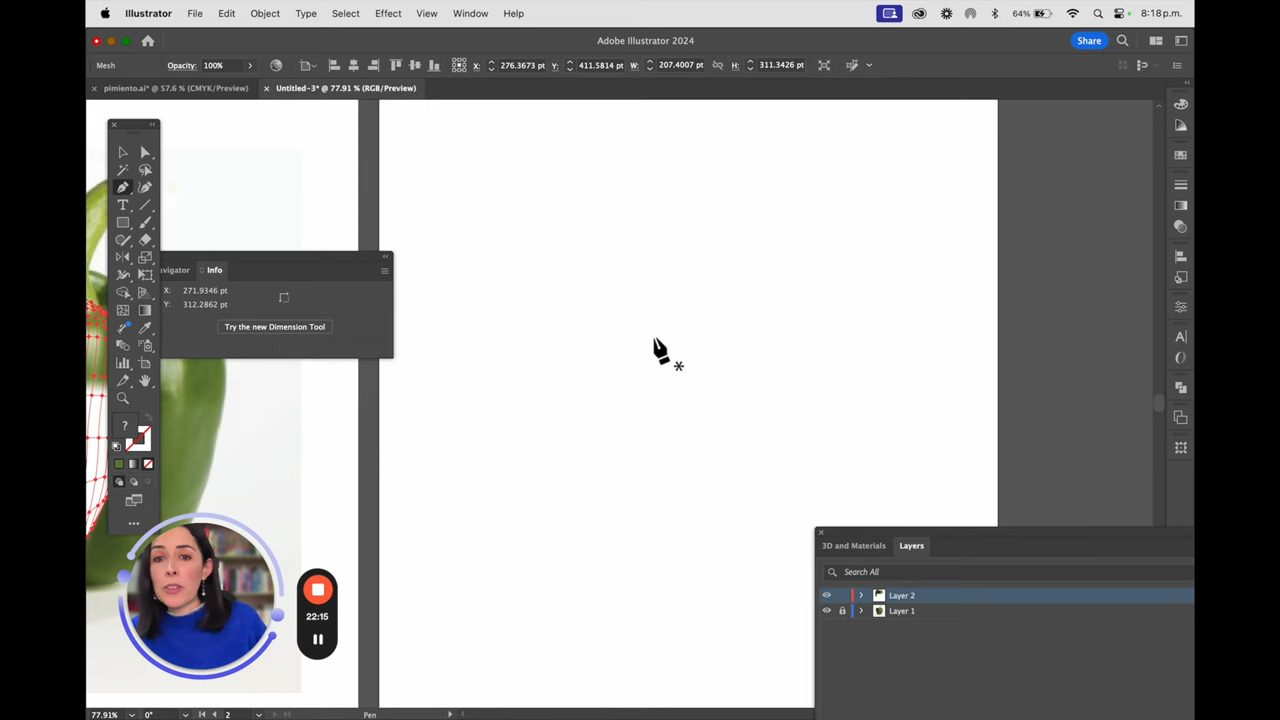 Illustrator File Edit Object Type Select Effect View Window Help 64% 8:18 p.m.
Adobe Illustrator 2024
Share
Mesh Opacity: 100% X: 276.3673 pt Y: 411.5814 pt W: 207.4007 pt H: 311.3426 pt
pimiento.ai* @ 57.6 % (CMYK/Preview) Untitled-3* @ 77.91 % (RGB/Preview)
avigator Info
X: 271.9346 pt
Y: 312.2862 pt
Try the new Dimension Tool
?
3D and Materials Layers
Search All
Layer 2
Layer 1
22:15
77.91% 0° 2 Pen